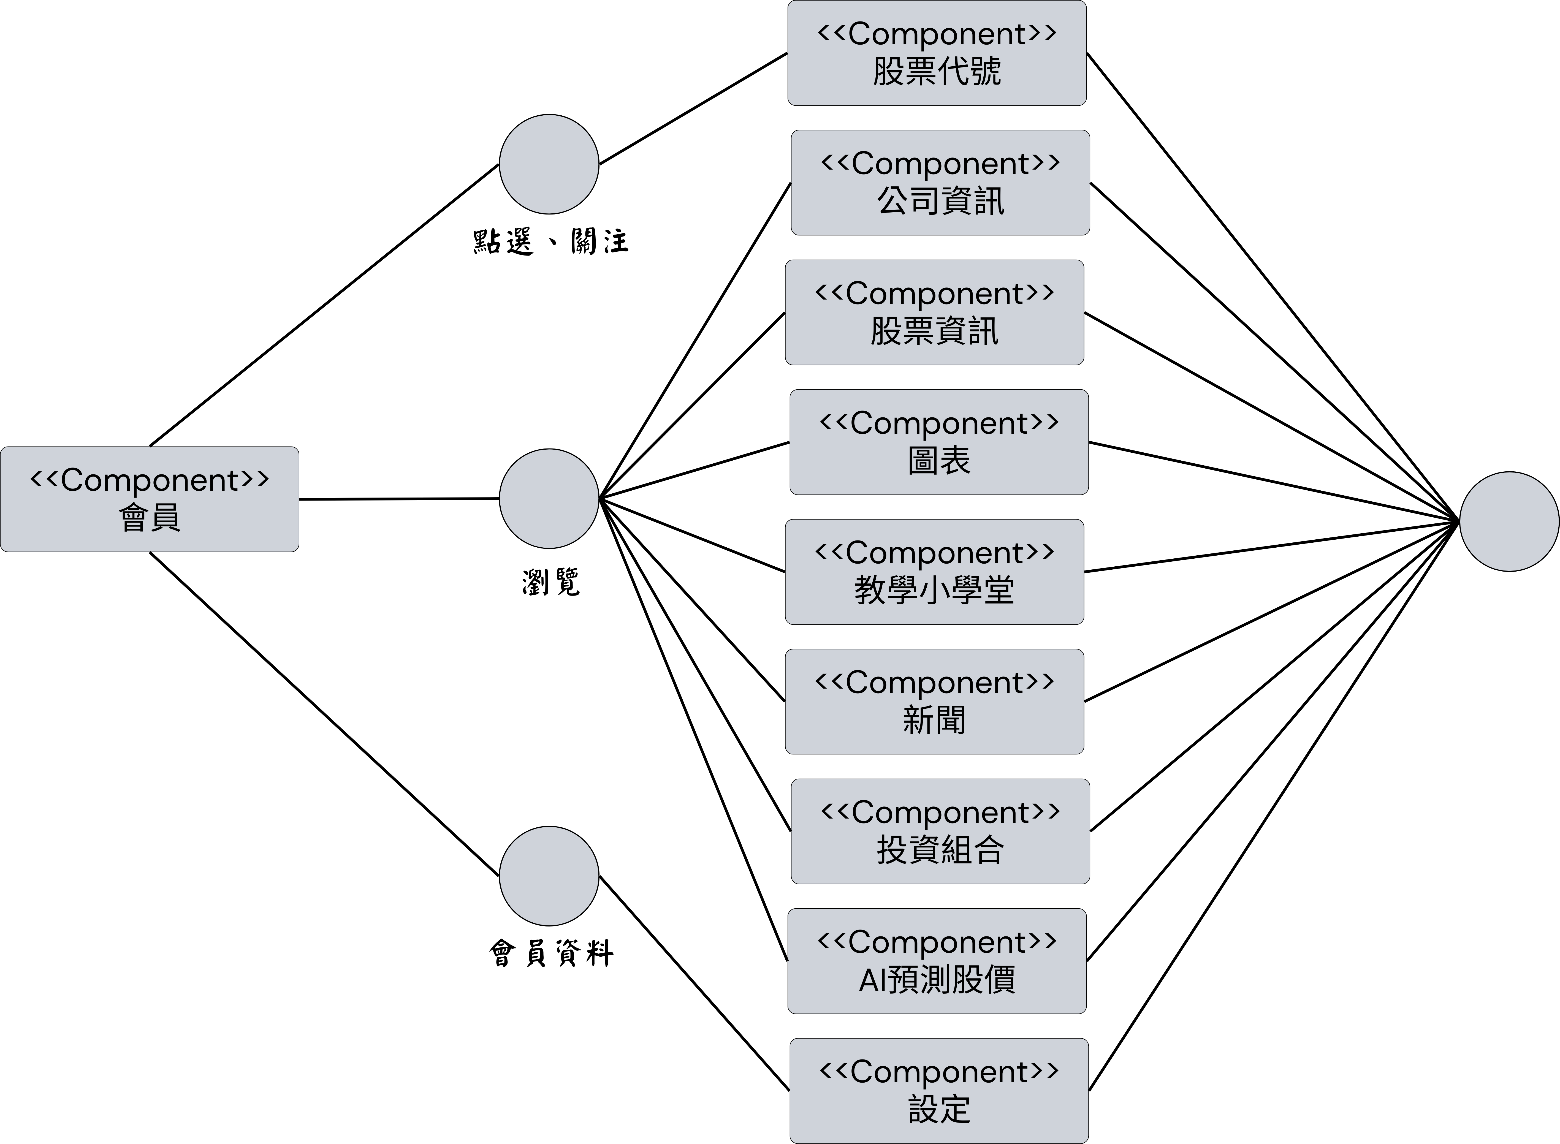 <<Component>>
股票代號
<<Component>>
公司資訊
點選、關注
<<Component>>
股票資訊
<<Component>>
圖表
<<Component>>
會員
<<Component>>
教學小學堂
瀏覽
<<Component>>
新聞
<<Component>>
投資組合
<<Component>>
AI預測股價
會員資料
<<Component>>
設定